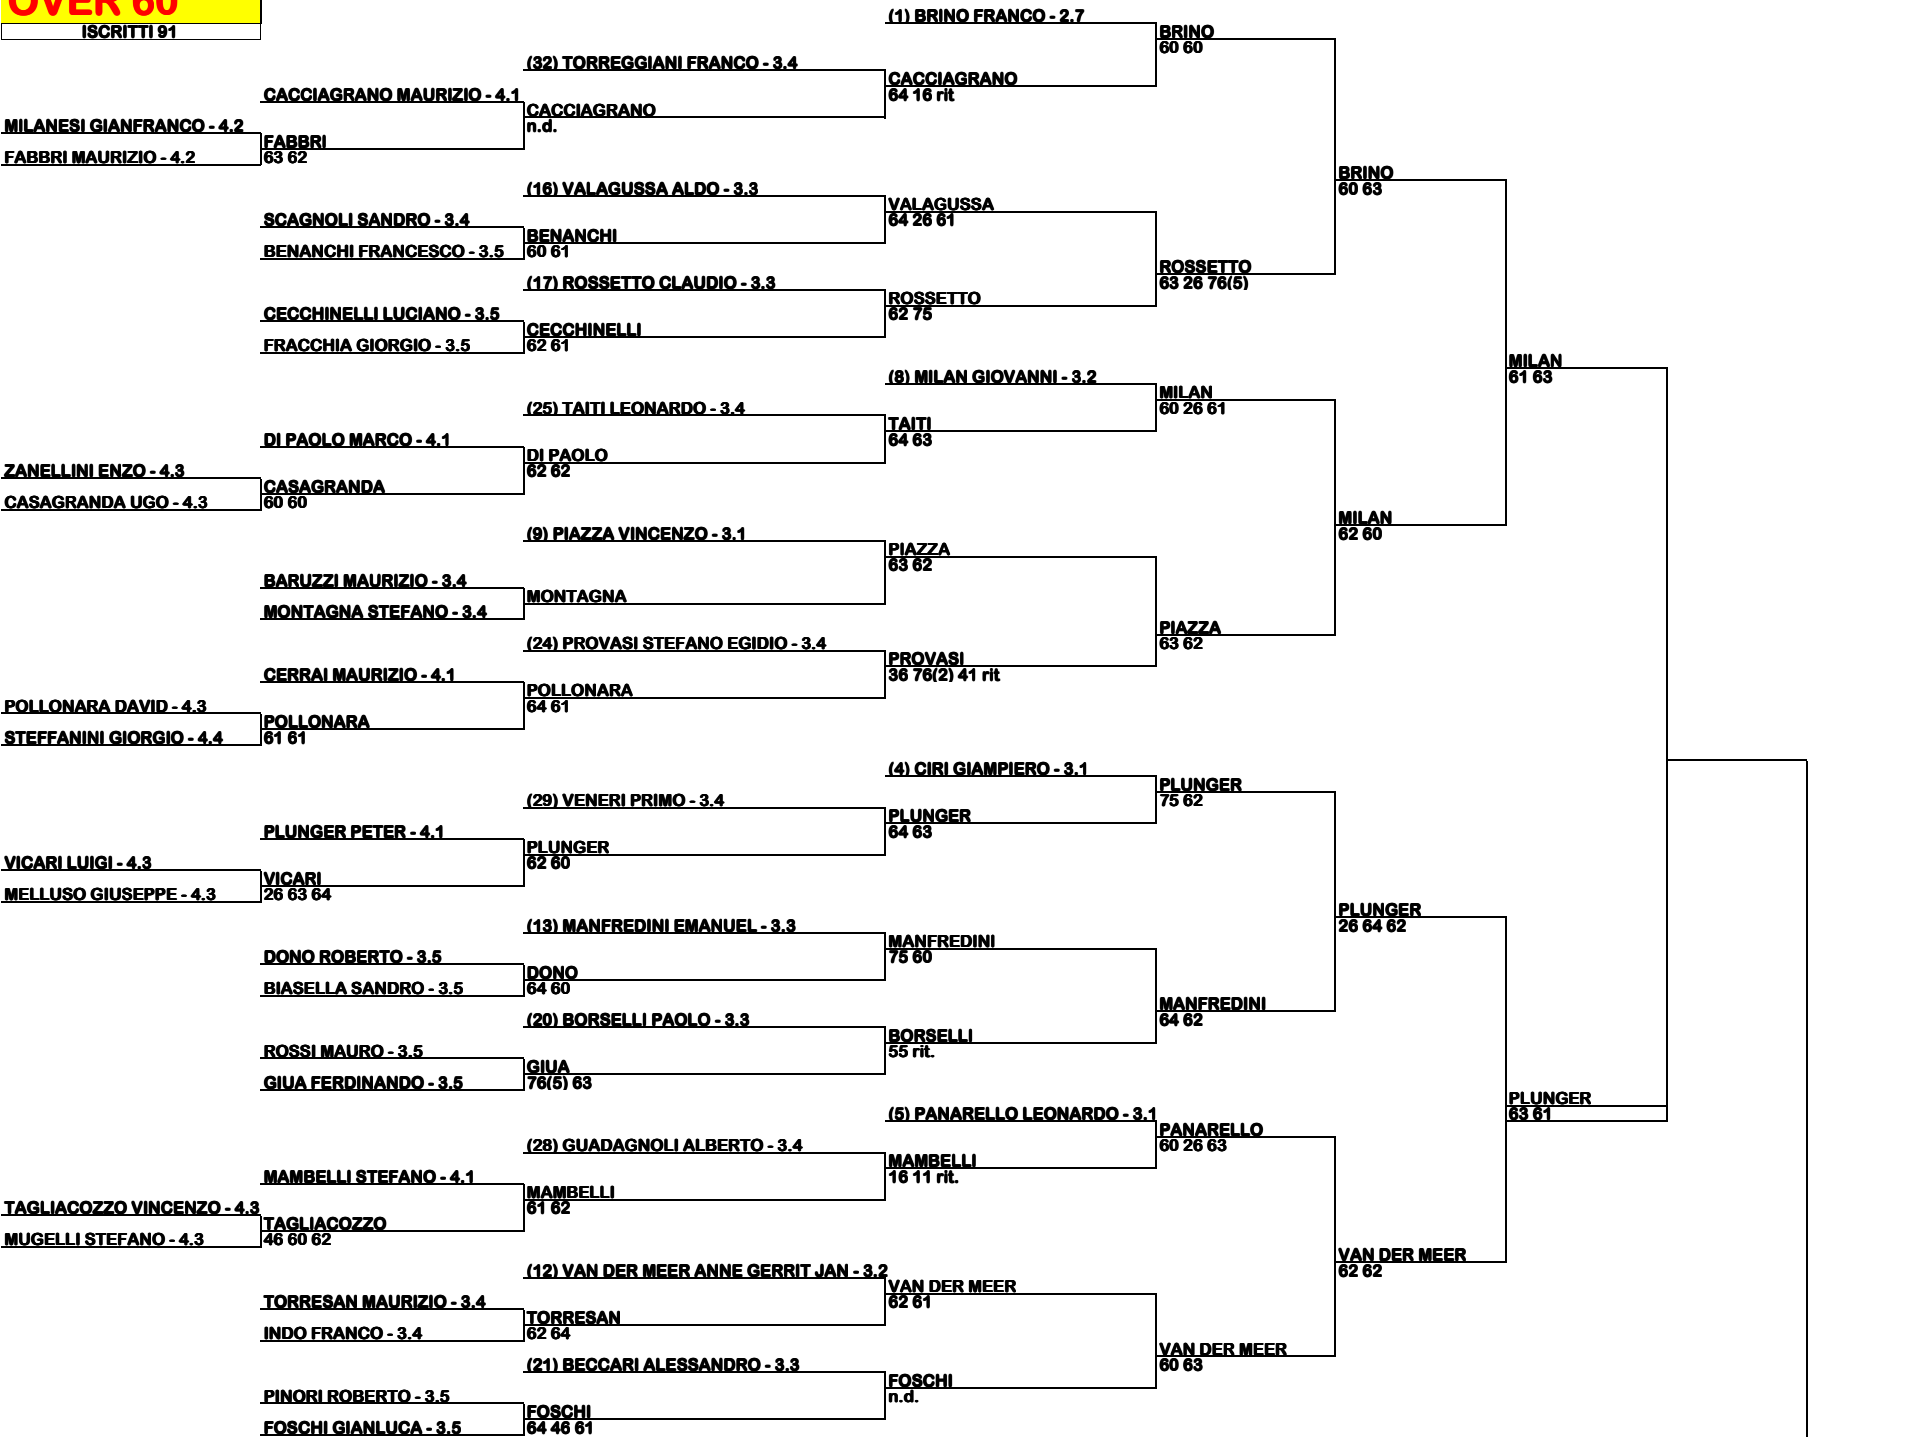 OVER 60
ISCRITTI 91
(1) BRINO FRANCO - 2.7
BRINO
60 60
(32) TORREGGIANI FRANCO - 3.4
CACCIAGRANO
64 16 rit
CACCIAGRANO MAURIZIO - 4.1
CACCIAGRANO
n.d.
MILANESI GIANFRANCO - 4.2
FABBRI
63 62
FABBRI MAURIZIO - 4.2
BRINO
60 63
(16) VALAGUSSA ALDO - 3.3
VALAGUSSA
64 26 61
SCAGNOLI SANDRO - 3.4
BENANCHI
60 61
BENANCHI FRANCESCO - 3.5
ROSSETTO
63 26 76(5)
(17) ROSSETTO CLAUDIO - 3.3
ROSSETTO
62 75
CECCHINELLI LUCIANO - 3.5
CECCHINELLI
62 61
FRACCHIA GIORGIO - 3.5
MILAN
61 63
(8) MILAN GIOVANNI - 3.2
MILAN
60 26 61
(25) TAITI LEONARDO - 3.4
TAITI
64 63
DI PAOLO MARCO - 4.1
DI PAOLO
62 62
ZANELLINI ENZO - 4.3
CASAGRANDA
60 60
CASAGRANDA UGO - 4.3
MILAN
62 60
(9) PIAZZA VINCENZO - 3.1
PIAZZA
63 62
BARUZZI MAURIZIO - 3.4
MONTAGNA
MONTAGNA STEFANO - 3.4
PIAZZA
63 62
(24) PROVASI STEFANO EGIDIO - 3.4
PROVASI
36 76(2) 41 rit
CERRAI MAURIZIO - 4.1
POLLONARA
64 61
POLLONARA DAVID - 4.3
POLLONARA
61 61
STEFFANINI GIORGIO - 4.4
(4) CIRI GIAMPIERO - 3.1
PLUNGER
75 62
(29) VENERI PRIMO - 3.4
PLUNGER
64 63
PLUNGER PETER - 4.1
PLUNGER
62 60
VICARI LUIGI - 4.3
VICARI
26 63 64
MELLUSO GIUSEPPE - 4.3
PLUNGER
26 64 62
(13) MANFREDINI EMANUEL - 3.3
MANFREDINI
75 60
DONO ROBERTO - 3.5
DONO
64 60
BIASELLA SANDRO - 3.5
MANFREDINI
64 62
(20) BORSELLI PAOLO - 3.3
BORSELLI
55 rit.
ROSSI MAURO - 3.5
GIUA
76(5) 63
GIUA FERDINANDO - 3.5
PLUNGER
63 61
(5) PANARELLO LEONARDO - 3.1
PANARELLO
60 26 63
(28) GUADAGNOLI ALBERTO - 3.4
MAMBELLI
16 11 rit.
MAMBELLI STEFANO - 4.1
MAMBELLI
61 62
TAGLIACOZZO VINCENZO - 4.3
TAGLIACOZZO
46 60 62
MUGELLI STEFANO - 4.3
VAN DER MEER
62 62
(12) VAN DER MEER ANNE GERRIT JAN - 3.2
VAN DER MEER
62 61
TORRESAN MAURIZIO - 3.4
TORRESAN
62 64
INDO FRANCO - 3.4
VAN DER MEER
60 63
(21) BECCARI ALESSANDRO - 3.3
FOSCHI
n.d.
PINORI ROBERTO - 3.5
FOSCHI
64 46 61
FOSCHI GIANLUCA - 3.5